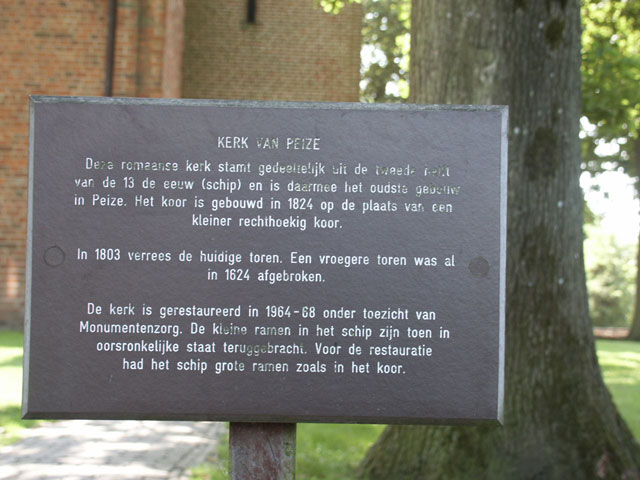 KERK VAN PEIZE
Deze romaanse kerk stamt gedeeltelijk uit de tweede helft
van de 13 de eeuw (schip) en is daarmee het oudste gebouw
in Peize. Het koor is gebouwd in 1824 op de plaats van een
kleiner rechthoekig koor.
In 1803 verrees de huidige toren. Een vroegere toren was al
in 1624 afgebroken.
De kerk is gerestaureerd in 1964-68 onder toezicht van
Monumentenzorg. De kleine ramen in het schip zijn toen in
oorsronkelijke staat teruggebracht. Voor de restauratie
had het schip grote ramen zoals in het koor.